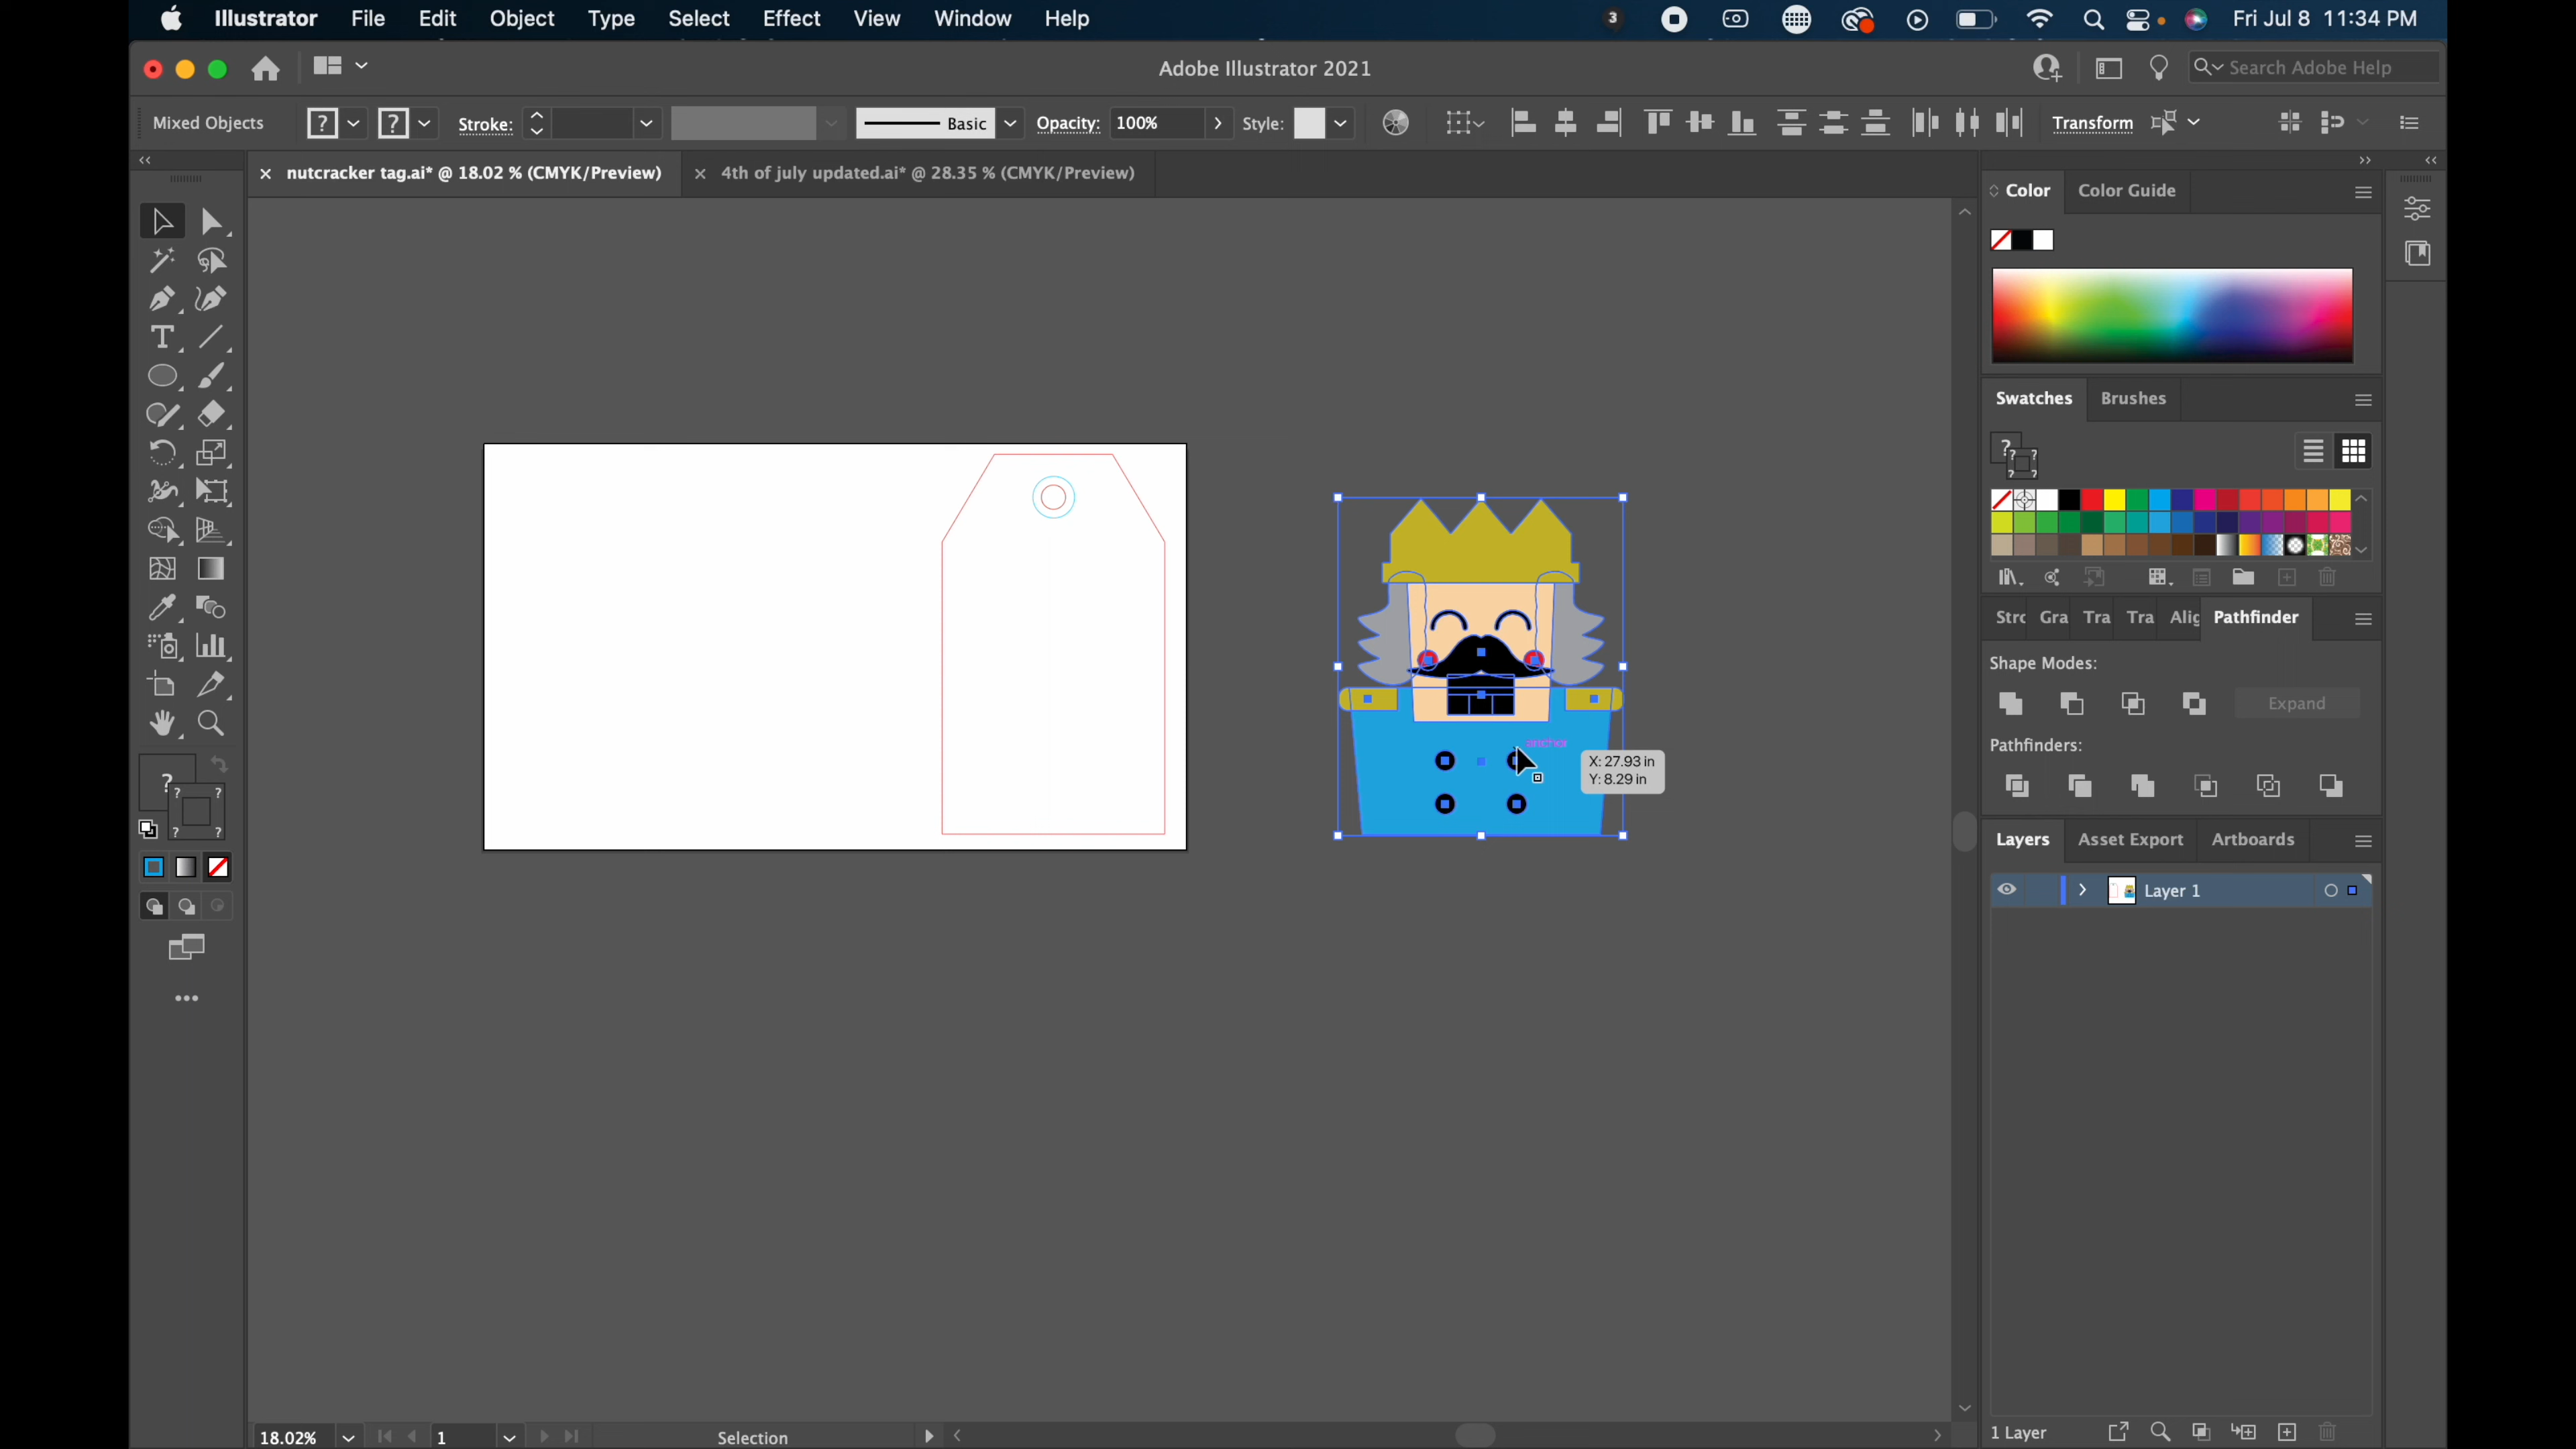 Illustrator File Edit Object Type Select Effect View Window Help 3 Fri Jul 8 11:34 PM
Adobe Illustrator 2021 Search Adobe Help
Mixed Objects ? ? Stroke: Basic Opacity: 100% Style: Transform
nutcracker tag.ai* @ 18.02 % (CMYK/Preview) 4th of july updated.ai* @ 28.35 % (CMYK/Preview)
Color Color Guide
Swatches Brushes
Strc Gra Tra Tra Alig Pathfinder
Shape Modes:
Expand
Pathfinders:
anchor
X: 27.93 in
Y: 8.29 in
Layers Asset Export Artboards
Layer 1
18.02% 1 Selection 1 Layer